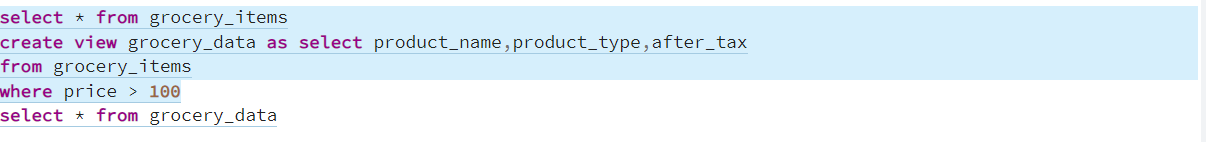 select * from grocery_items
create view grocery_data as select product_name,product_type,after_tax
from grocery_items
where price > 100
select * from grocery_data